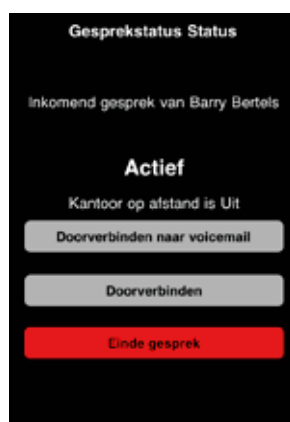 Gesprekstatus Status
Inkomend gesprek van Barry Bertels
Actief
Kantoor op afstand is Uit
Doorverbinden naar voicemail
Doorverbinden
Einde gesprek